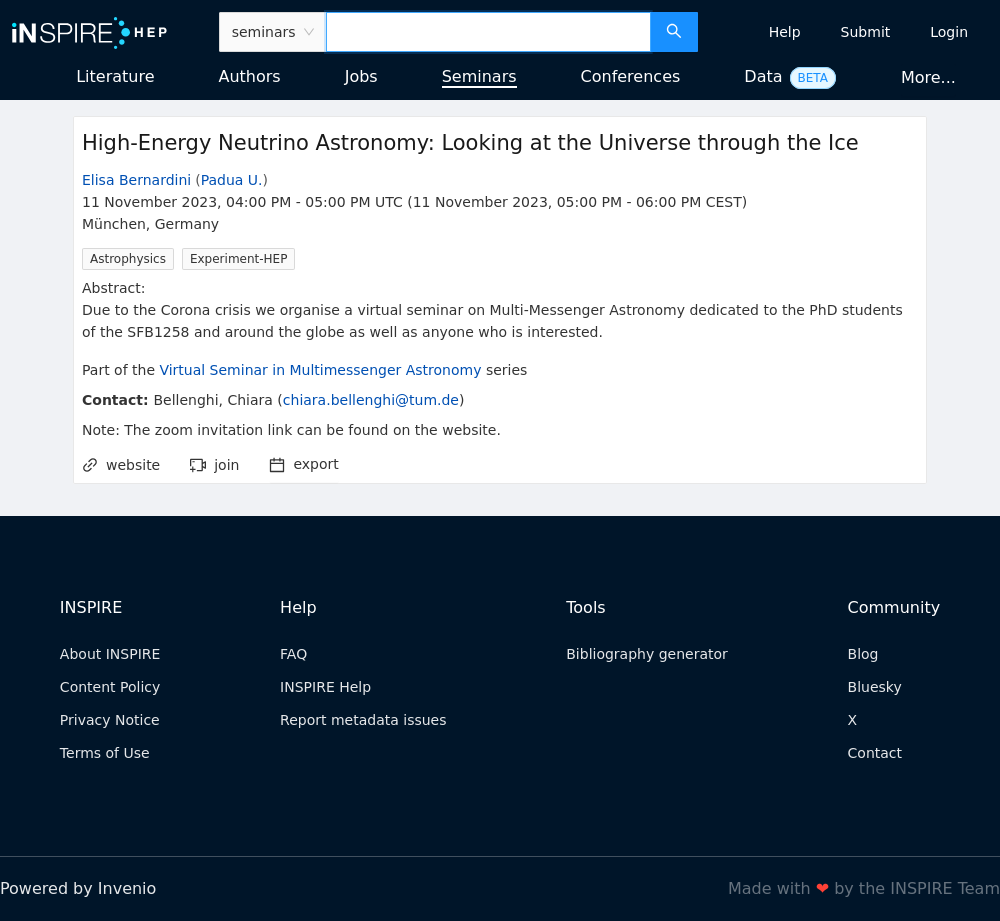 iNSPIRE HEP
seminars
Help
Submit
Login
Literature
Authors
Jobs
Seminars
Conferences
Data BETA
More...
High-Energy Neutrino Astronomy: Looking at the Universe through the Ice
Elisa Bernardini (Padua U.)
11 November 2023, 04:00 PM - 05:00 PM UTC (11 November 2023, 05:00 PM - 06:00 PM CEST)
München, Germany
Astrophysics Experiment-HEP
Abstract:
Due to the Corona crisis we organise a virtual seminar on Multi-Messenger Astronomy dedicated to the PhD students
of the SFB1258 and around the globe as well as anyone who is interested.
Part of the Virtual Seminar in Multimessenger Astronomy series
Contact: Bellenghi, Chiara (chiara.bellenghi@tum.de)
Note: The zoom invitation link can be found on the website.
website join export
INSPIRE
About INSPIRE
Content Policy
Privacy Notice
Terms of Use
Help
FAQ
INSPIRE Help
Report metadata issues
Tools
Bibliography generator
Community
Blog
Bluesky
X
Contact
Powered by Invenio
Made with ❤ by the INSPIRE Team